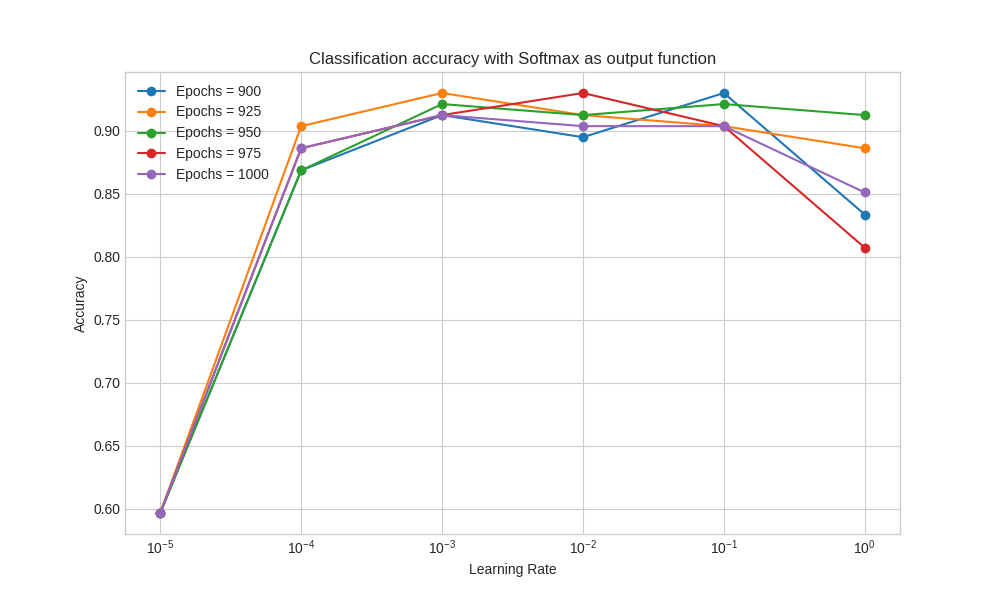 Classification accuracy with Softmax as output function
Epochs = 900
Epochs = 925
Epochs = 950
Epochs = 975
Epochs = 1000
0.90
0.85
0.80
0.75
0.70
0.65
0.60
Accuracy
10⁻⁵ 10⁻⁴ 10⁻³ 10⁻² 10⁻¹ 10⁰
Learning Rate